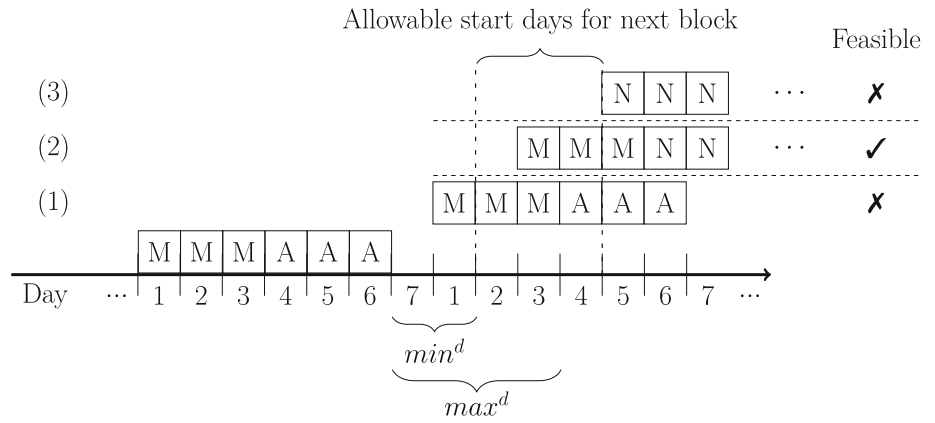 Allowable start days for next block
Feasible
(3) N N N ··· ✗
(2) M M M N N ··· ✓
(1) M M M A A A ✗
M M M A A A
Day ··· 1 2 3 4 5 6 7 1 2 3 4 5 6 7 ···
min^d
max^d